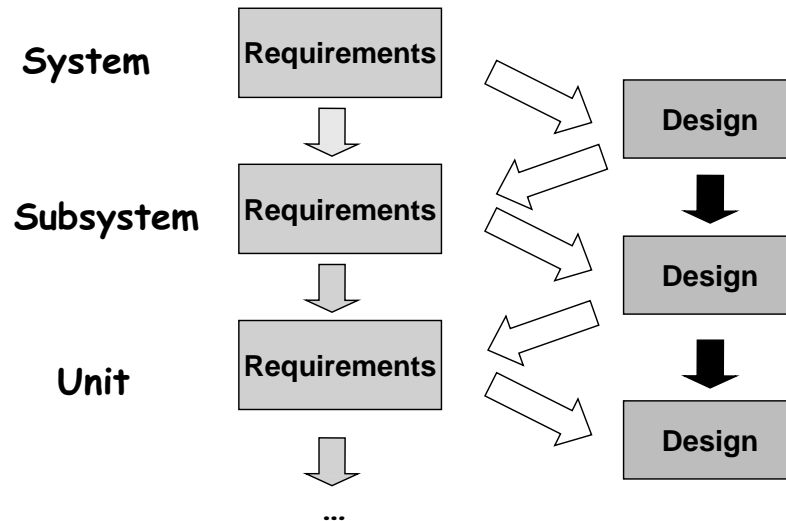 System
Requirements
Design
Subsystem
Requirements
Design
Unit
Requirements
Design
...